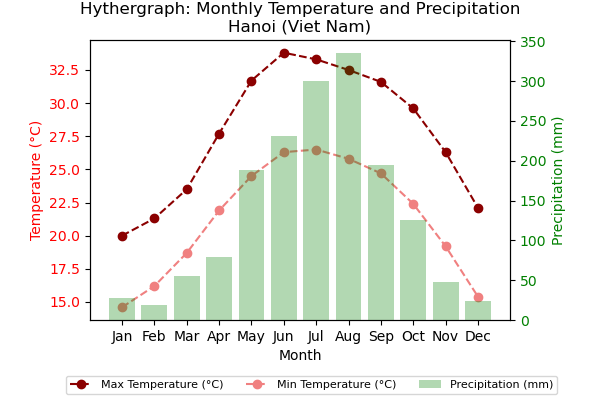 Hythergraph: Monthly Temperature and Precipitation
Hanoi (Viet Nam)
Temperature (°C)
32.5
30.0
27.5
25.0
22.5
20.0
17.5
15.0
350
300
250
200
150
100
50
0
Precipitation (mm)
Jan Feb Mar Apr May Jun Jul Aug Sep Oct Nov Dec
Month
Max Temperature (°C) Min Temperature (°C) Precipitation (mm)